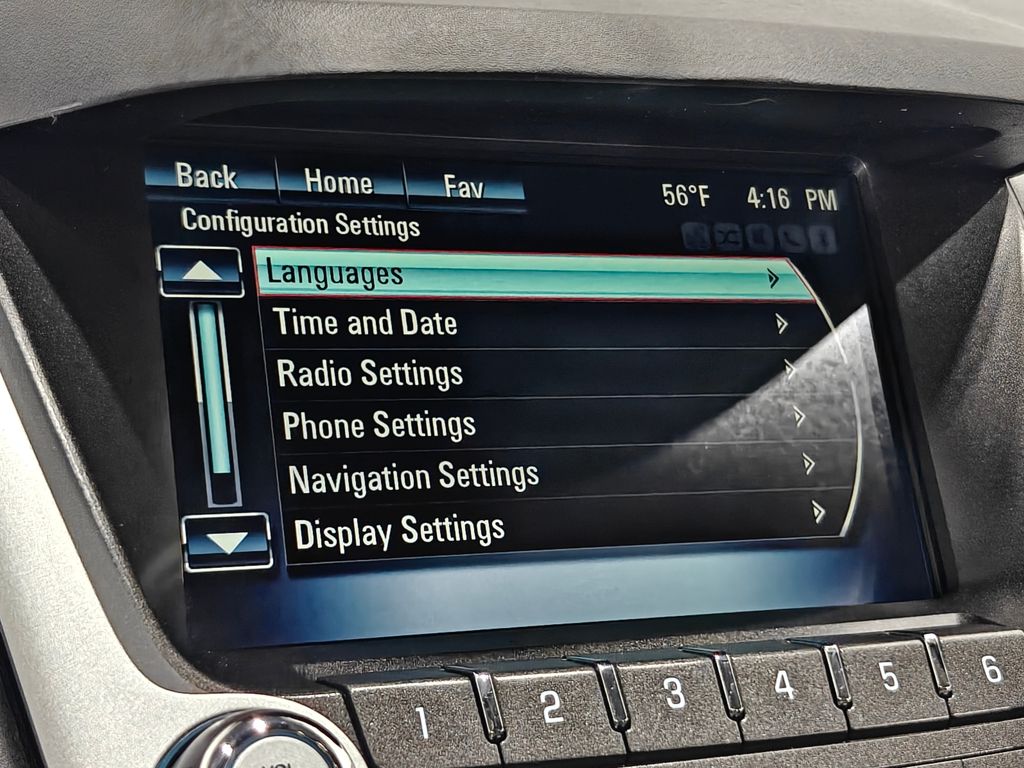 Back Home Fav 56°F 4:16 PM
Configuration Settings
Languages
Time and Date
Radio Settings
Phone Settings
Navigation Settings
Display Settings
1 2 3 4 5 6
VOL